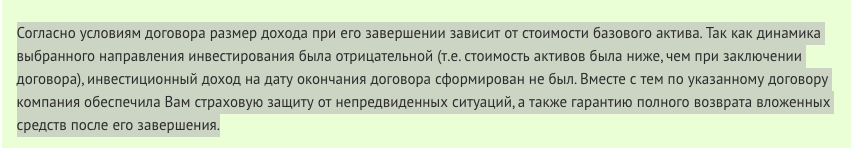 Согласно условиям договора размер дохода при его завершении зависит от стоимости базового актива. Так как динамика
выбранного направления инвестирования была отрицательной (т.е. стоимость активов была ниже, чем при заключении
договора), инвестиционный доход на дату окончания договора сформирован не был. Вместе с тем по указанному договору
компания обеспечила Вам страховую защиту от непредвиденных ситуаций, а также гарантию полного возврата вложенных
средств после его завершения.